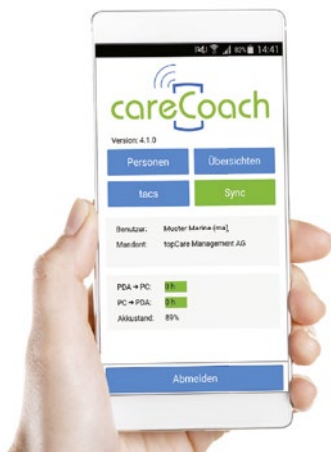 82% 14:41
careCoach
Version: 4.1.0
Personen Übersichten
tacs Sync
Benutzer: Muster Marina (ma)
Mandant: topCare Management AG
PDA → PC: 0 h
PC → PDA: 0 h
Akkustand: 89%
Abmelden